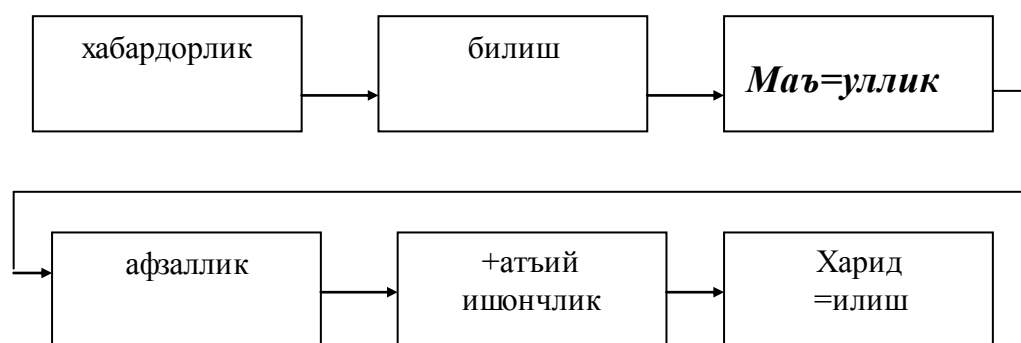 хабардорлик
билиш
Маъ=уллик
афзаллик
+атъий
ишончлик
Харид
=илиш